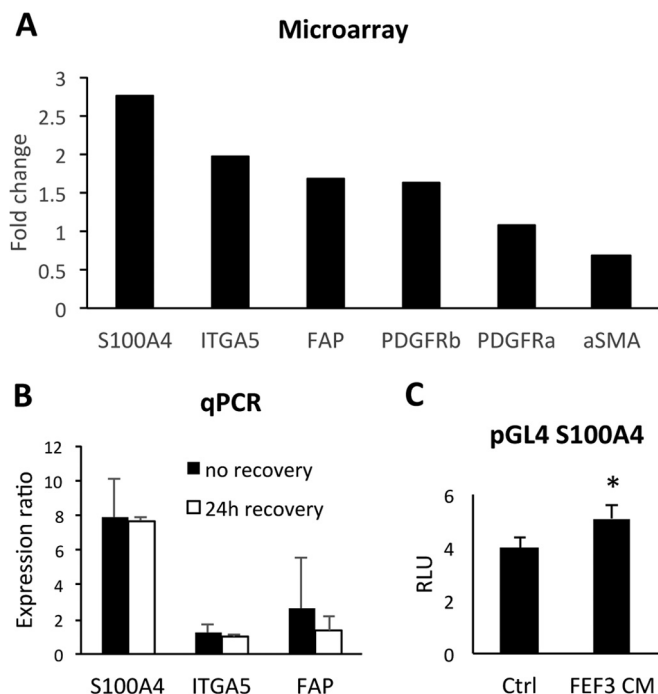 A
Microarray
Fold change
3
2.5
2
1.5
1
0.5
0
S100A4 ITGA5 FAP PDGFRb PDGFRa aSMA
B
qPCR
Expression ratio
12
10
8
6
4
2
0
no recovery
24h recovery
S100A4 ITGA5 FAP
C
pGL4 S100A4
*
RLU
6
4
2
0
Ctrl FEF3 CM